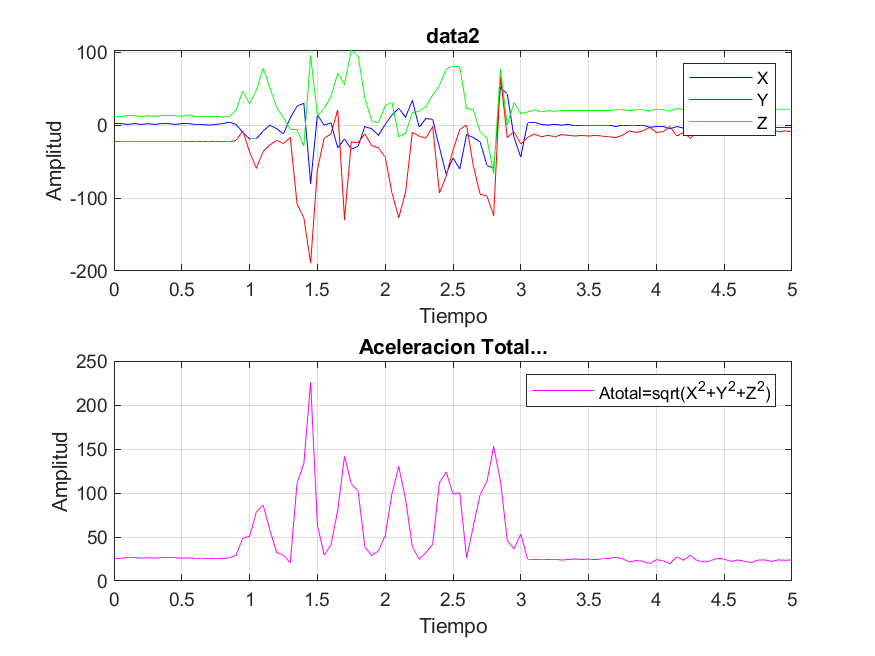 data2
100
0
-100
-200
Amplitud
X
Y
Z
0 0.5 1 1.5 2 2.5 3 3.5 4 4.5 5
Tiempo
Aceleracion Total...
250
200
150
100
50
0
Amplitud
Atotal=sqrt(X²+Y²+Z²)
0 0.5 1 1.5 2 2.5 3 3.5 4 4.5 5
Tiempo